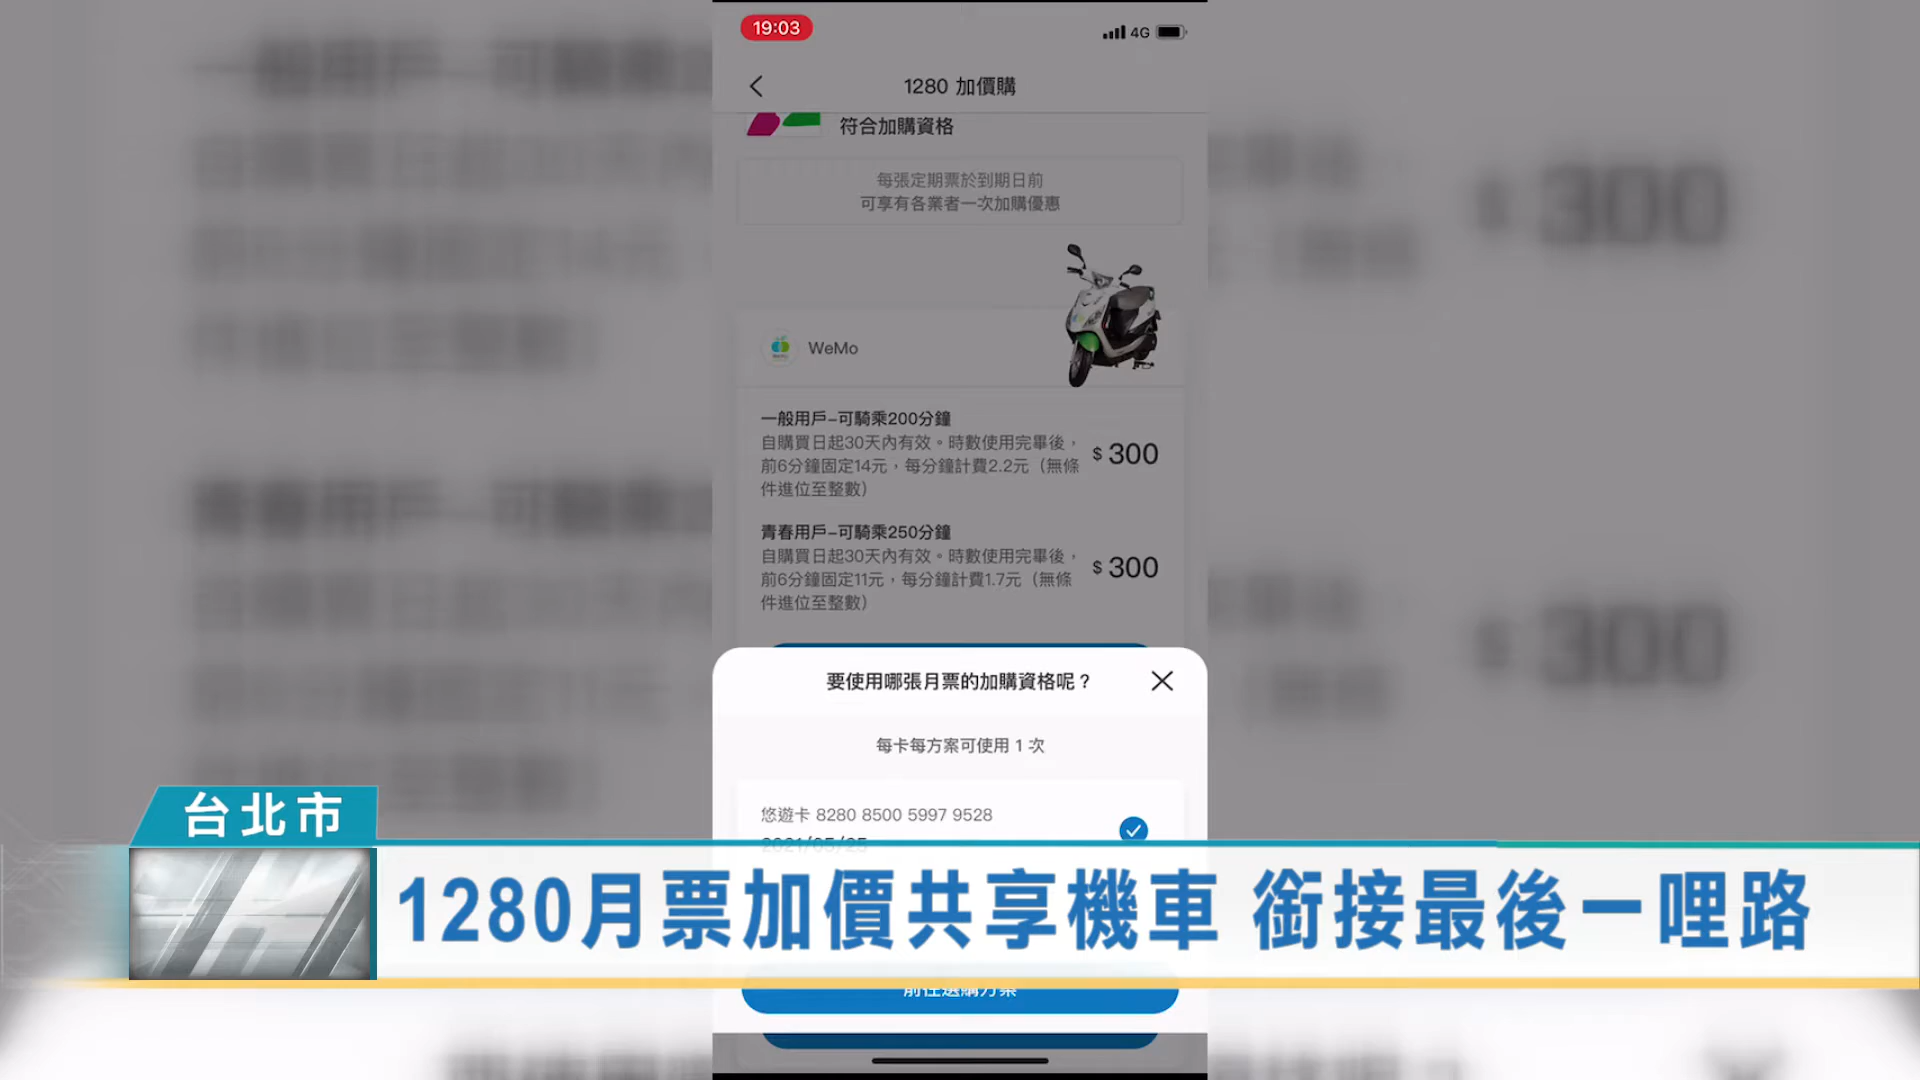 19:03
4G
1280 加價購
符合加購資格
每張定期票於到期日前
可享有各業者一次加購優惠
WeMo
一般用戶–可騎乘200分鐘
自購買日起30天內有效。時數使用完畢後，
前6分鐘固定14元，每分鐘計費2.2元（無條
件進位至整數）
$ 300
青春用戶–可騎乘250分鐘
自購買日起30天內有效。時數使用完畢後，
前6分鐘固定11元，每分鐘計費1.7元（無條
件進位至整數）
$ 300
要使用哪張月票的加購資格呢？
每卡每方案可使用 1 次
悠遊卡 8280 8500 5997 9528
2021/05/25
台北市
1280月票加價共享機車 銜接最後一哩路
前往選購方案